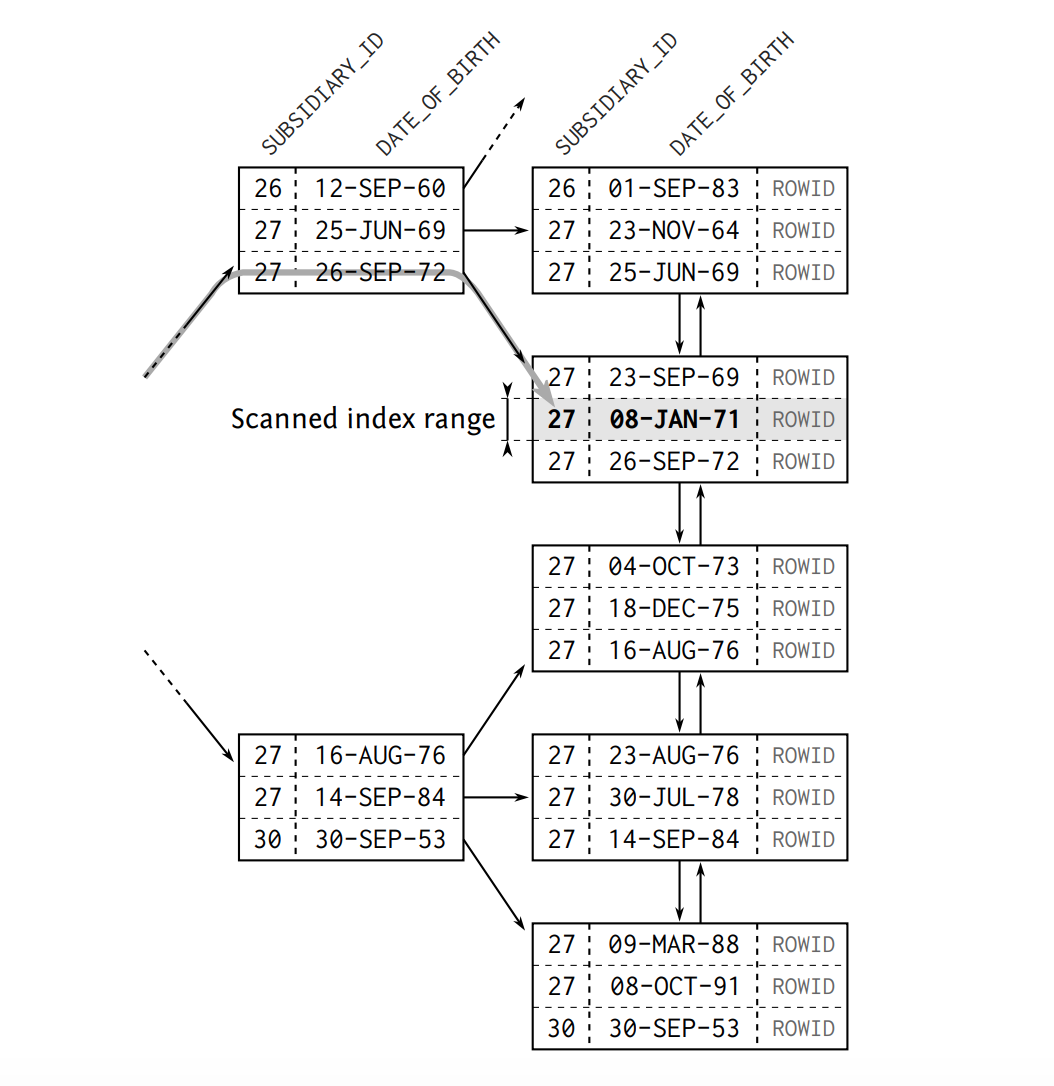 SUBSIDIARY_ID DATE_OF_BIRTH SUBSIDIARY_ID DATE_OF_BIRTH
26 12-SEP-60
27 25-JUN-69
27 26-SEP-72
26 01-SEP-83 ROWID
27 23-NOV-64 ROWID
27 25-JUN-69 ROWID
Scanned index range
27 23-SEP-69 ROWID
27 08-JAN-71 ROWID
27 26-SEP-72 ROWID
27 04-OCT-73 ROWID
27 18-DEC-75 ROWID
27 16-AUG-76 ROWID
27 16-AUG-76
27 14-SEP-84
30 30-SEP-53
27 23-AUG-76 ROWID
27 30-JUL-78 ROWID
27 14-SEP-84 ROWID
27 09-MAR-88 ROWID
27 08-OCT-91 ROWID
30 30-SEP-53 ROWID